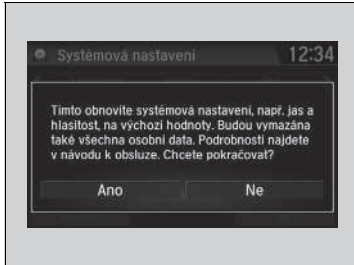 Systémová nastavení 12:34
Tímto obnovíte systémová nastavení, např. jas a
hlasitost, na výchozí hodnoty. Budou vymazána
také všechna osobní data. Podrobnosti najdete
v návodu k obsluze. Chcete pokračovat?
Ano Ne